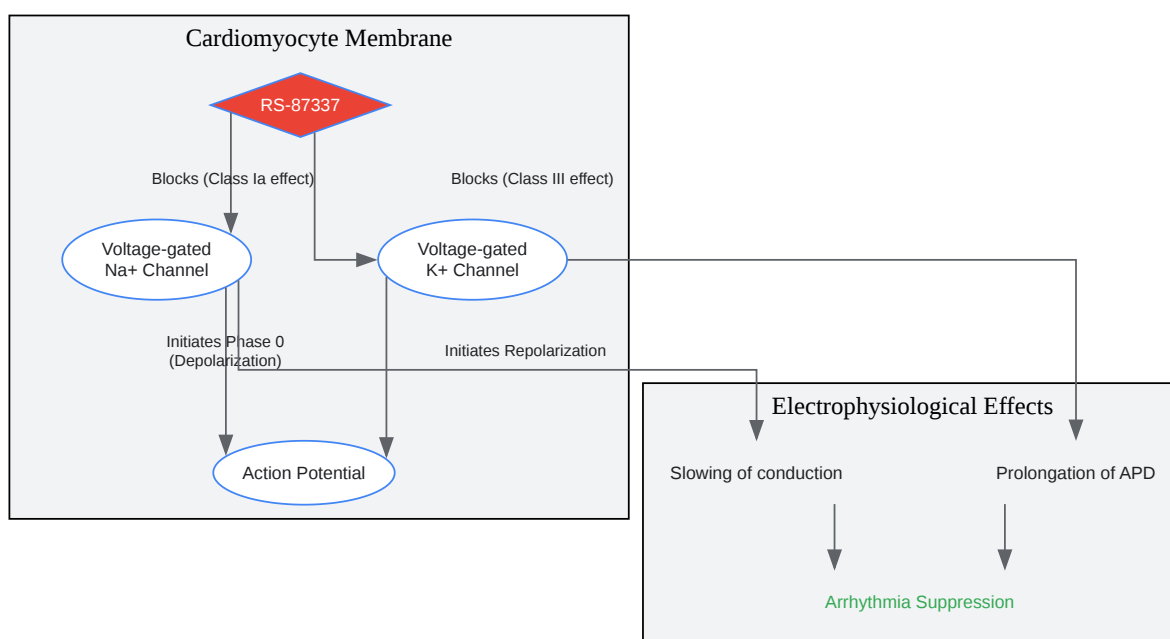 Cardiomyocyte Membrane
RS-87337
Blocks (Class Ia effect)
Blocks (Class III effect)
Voltage-gated
Na+ Channel
Voltage-gated
K+ Channel
Initiates Phase 0
(Depolarization)
Initiates Repolarization
Action Potential
Electrophysiological Effects
Slowing of conduction
Prolongation of APD
Arrhythmia Suppression